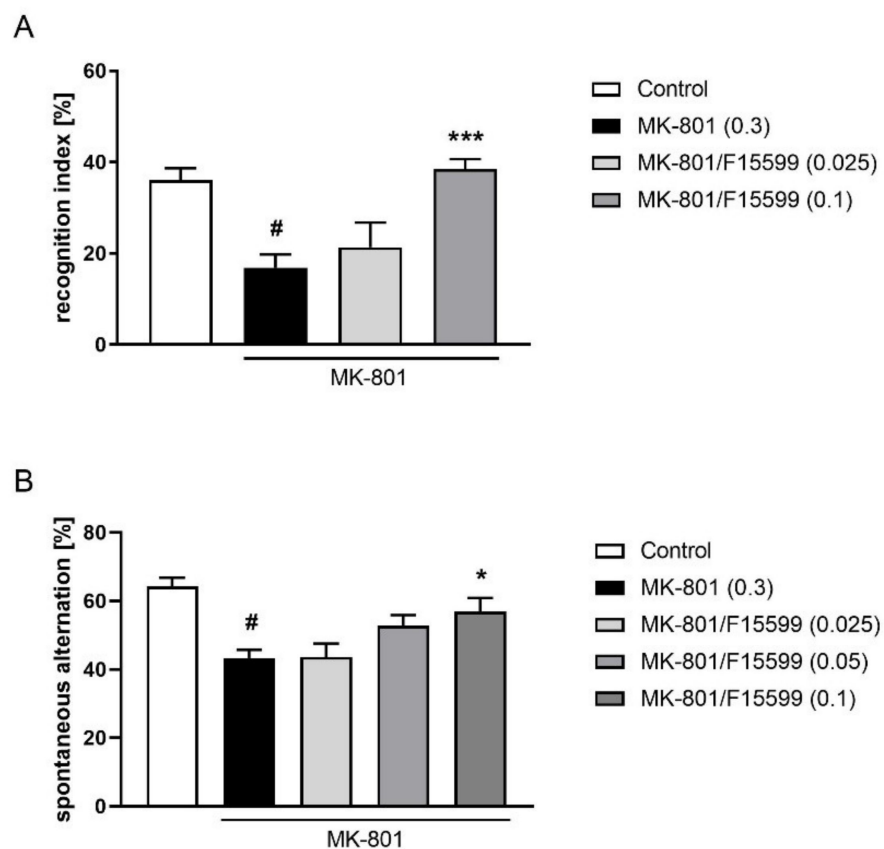 A
recognition index [%]
60
40
20
0
#
***
MK-801
Control
MK-801 (0.3)
MK-801/F15599 (0.025)
MK-801/F15599 (0.1)
B
spontaneous alternation [%]
80
60
40
20
0
#
*
MK-801
Control
MK-801 (0.3)
MK-801/F15599 (0.025)
MK-801/F15599 (0.05)
MK-801/F15599 (0.1)